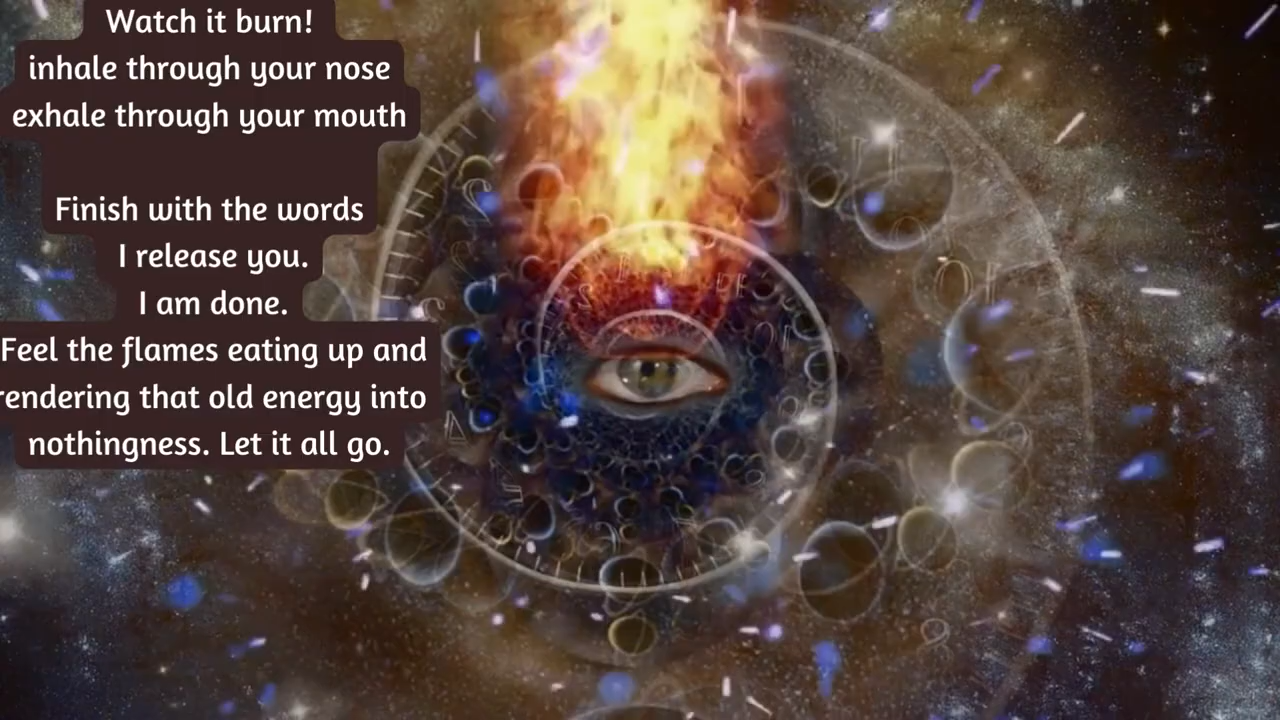 Watch it burn!
inhale through your nose
exhale through your mouth
Finish with the words
I release you.
I am done.
Feel the flames eating up and
rendering that old energy into
nothingness. Let it all go.